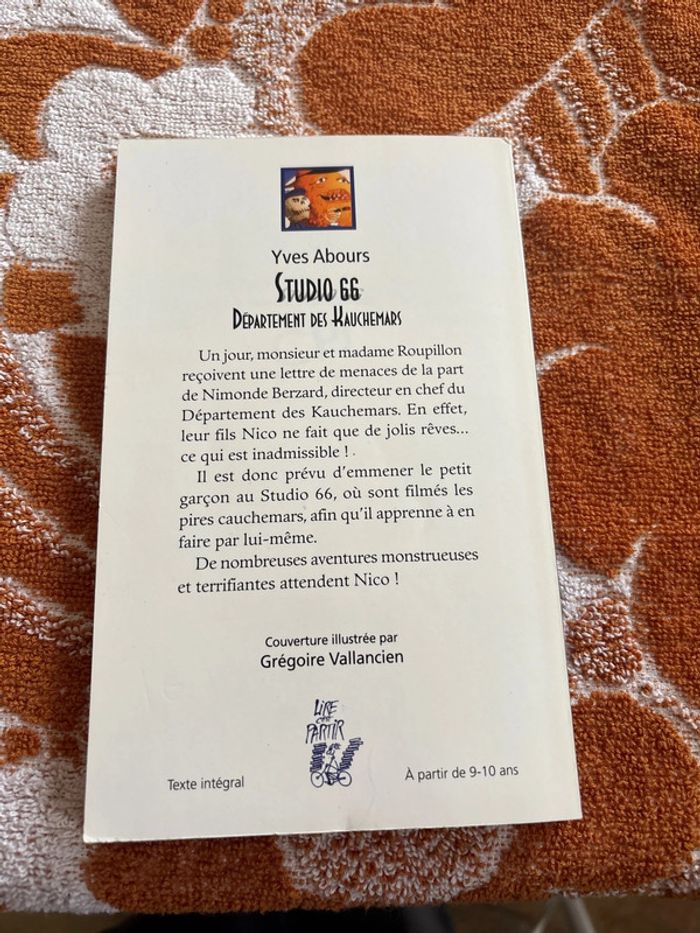 Yves Abours
STUDIO 66
DÉPARTEMENT DES KAUCHEMARS
Un jour, monsieur et madame Roupillon
reçoivent une lettre de menaces de la part
de Nimonde Berzard, directeur en chef du
Département des Kauchemars. En effet,
leur fils Nico ne fait que de jolis rêves...
ce qui est inadmissible !
Il est donc prévu d'emmener le petit
garçon au Studio 66, où sont filmés les
pires cauchemars, afin qu'il apprenne à en
faire par lui-même.
De nombreuses aventures monstrueuses
et terrifiantes attendent Nico !
Couverture illustrée par
Grégoire Vallancien
LIRE
C'EST
PARTIR
Texte intégral
À partir de 9-10 ans